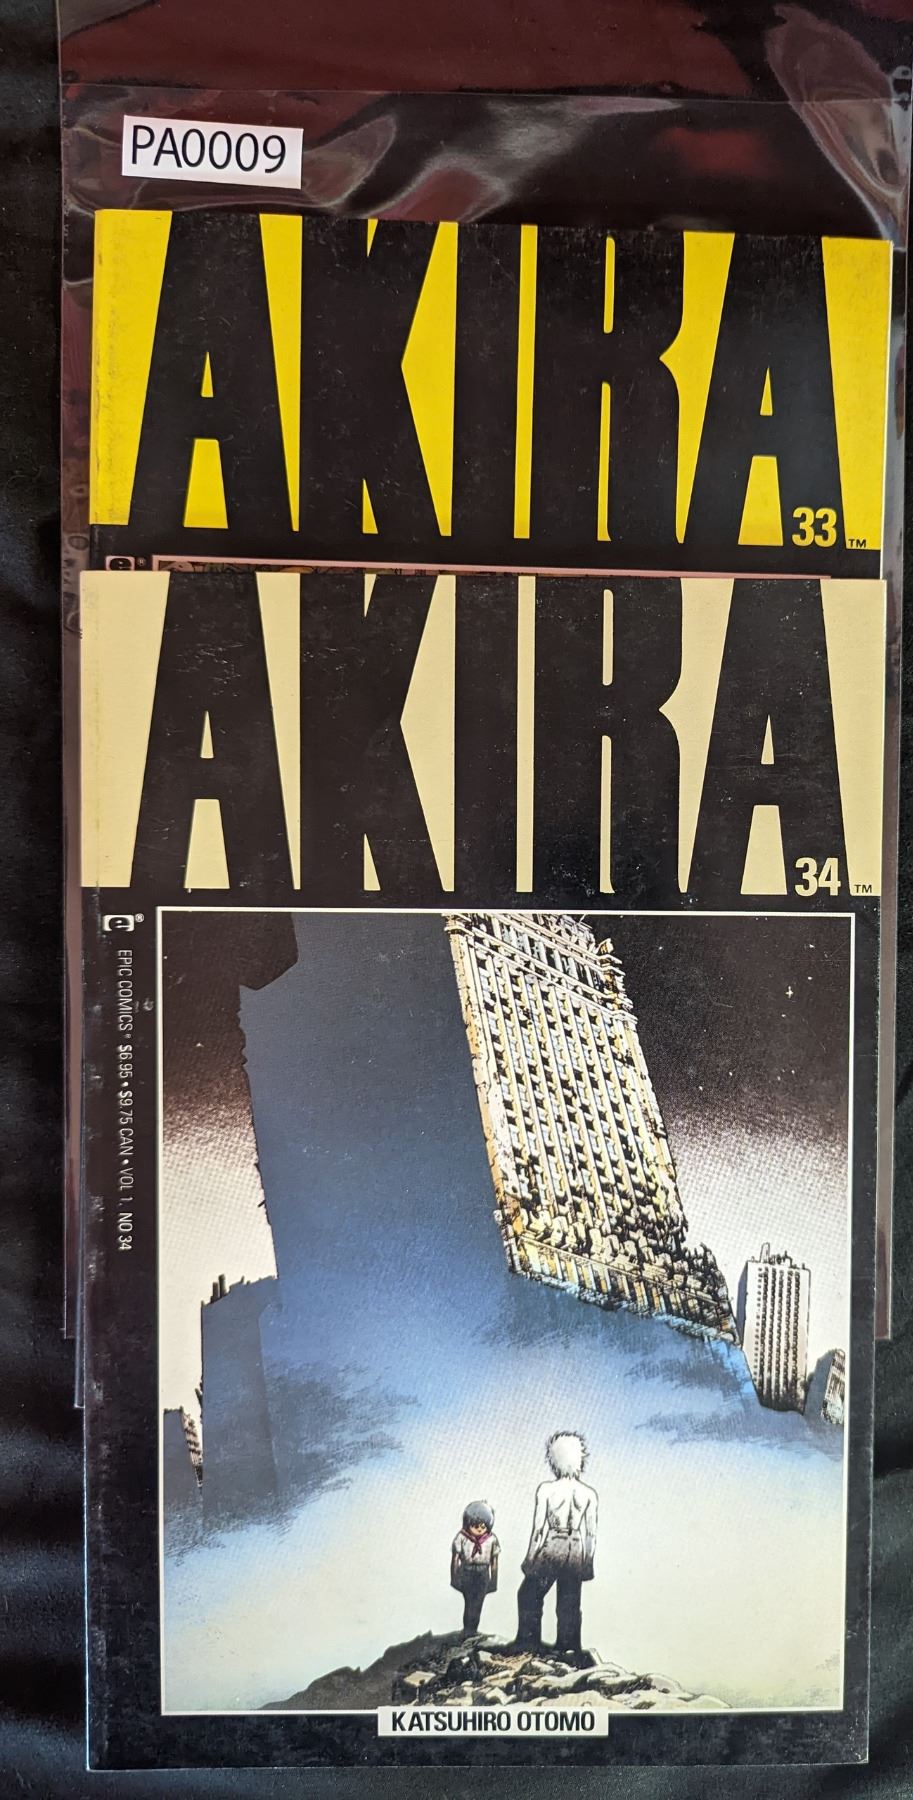 PA0009
AKIRA
33 TM
e®
AKIRA
34 TM
e®
EPIC COMICS® $6.95 • $9.75 CAN • VOL 1, NO 34
KATSUHIRO OTOMO